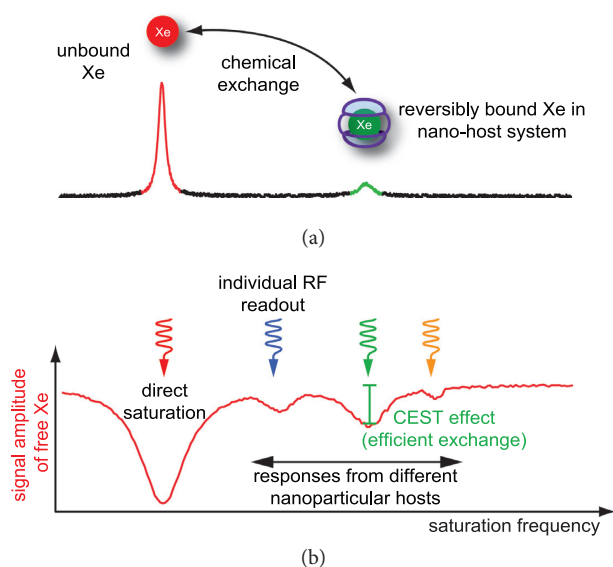 Xe
unbound
Xe
chemical
exchange
Xe
reversibly bound Xe in
nano-host system
(a)
individual RF
readout
direct
saturation
CEST effect
(efficient exchange)
signal amplitude
of free Xe
responses from different
nanoparticular hosts
saturation frequency
(b)